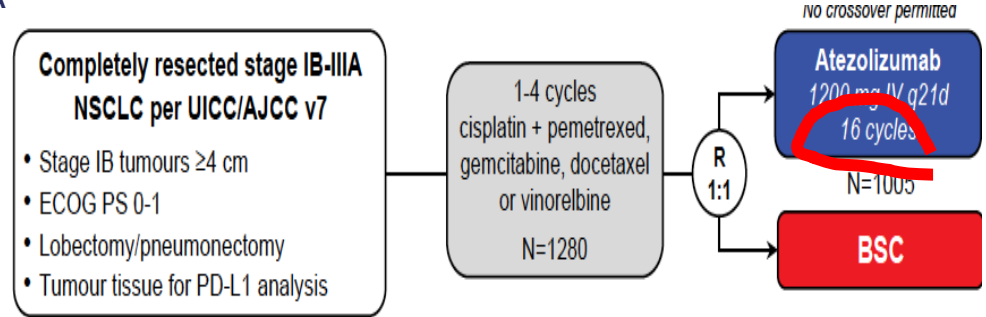 No crossover permitted
Completely resected stage IB-IIIA
NSCLC per UICC/AJCC v7
• Stage IB tumours ≥4 cm
• ECOG PS 0-1
• Lobectomy/pneumonectomy
• Tumour tissue for PD-L1 analysis
1-4 cycles
cisplatin + pemetrexed,
gemcitabine, docetaxel
or vinorelbine
N=1280
R
1:1
Atezolizumab
1200 mg IV q21d
16 cycles
N=1005
BSC